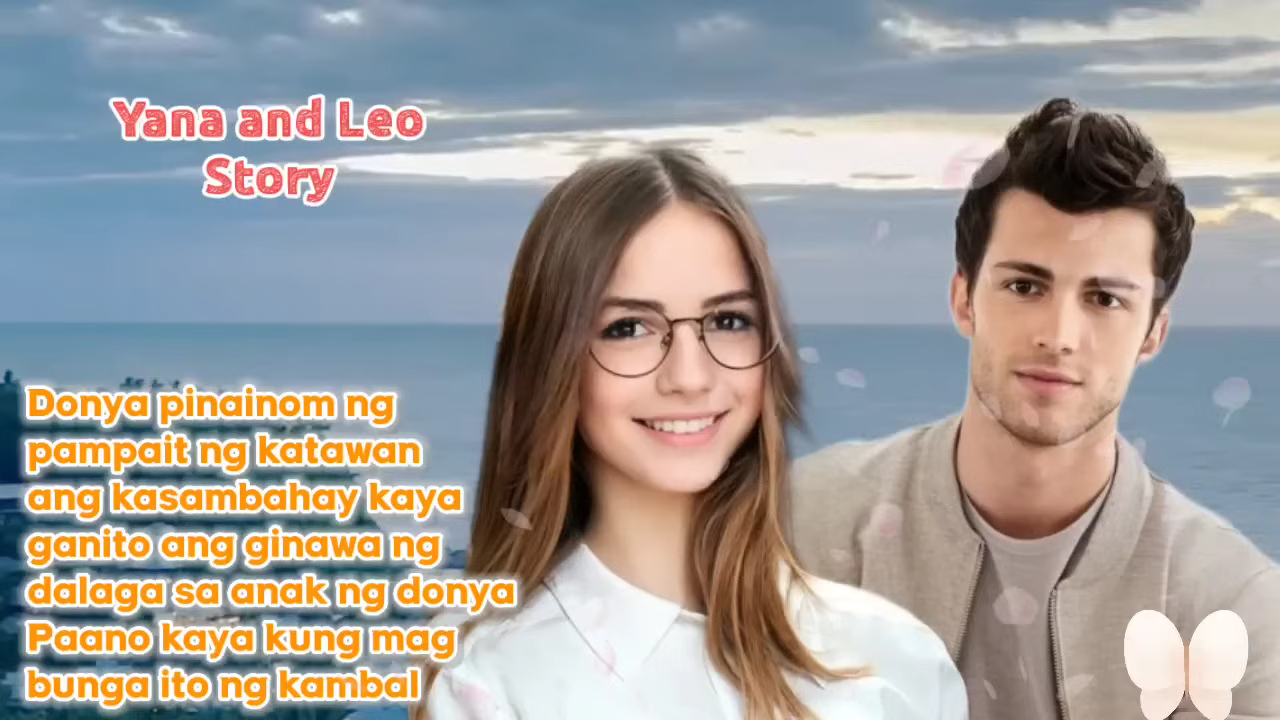 Yana and Leo
Story
Donya pinainom ng
pampait ng katawan
ang kasambahay kaya
ganito ang ginawa ng
dalaga sa anak ng donya
Paano kaya kung mag
bunga ito ng kambal